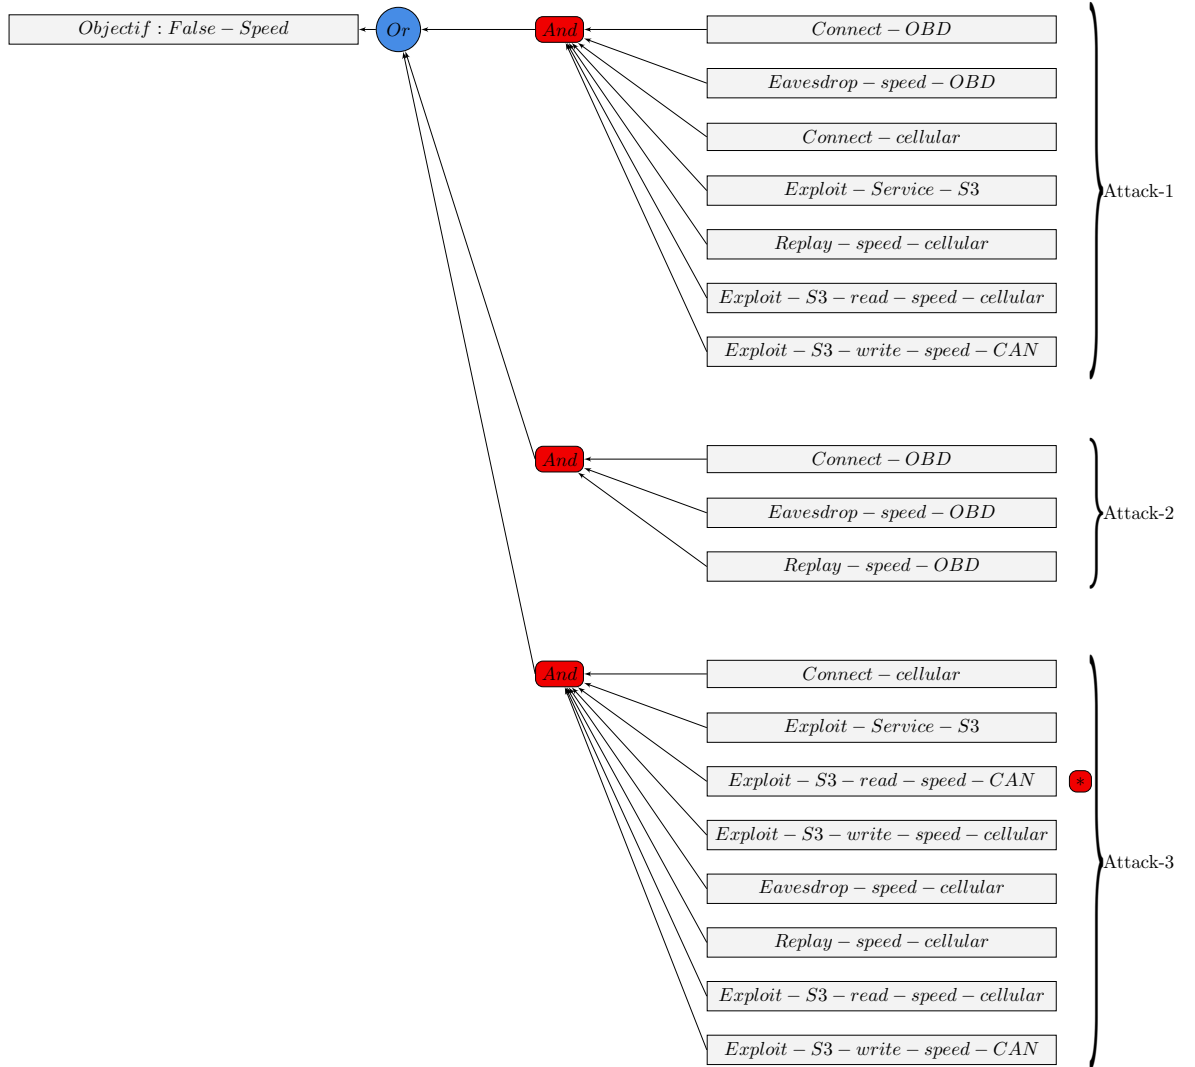 Objectif : False − Speed
Or
And
Connect − OBD
Eavesdrop − speed − OBD
Connect − cellular
Exploit − Service − S3
Replay − speed − cellular
Exploit − S3 − read − speed − cellular
Exploit − S3 − write − speed − CAN
Attack-1
And
Connect − OBD
Eavesdrop − speed − OBD
Replay − speed − OBD
Attack-2
And
Connect − cellular
Exploit − Service − S3
Exploit − S3 − read − speed − CAN
*
Exploit − S3 − write − speed − cellular
Eavesdrop − speed − cellular
Replay − speed − cellular
Exploit − S3 − read − speed − cellular
Exploit − S3 − write − speed − CAN
Attack-3